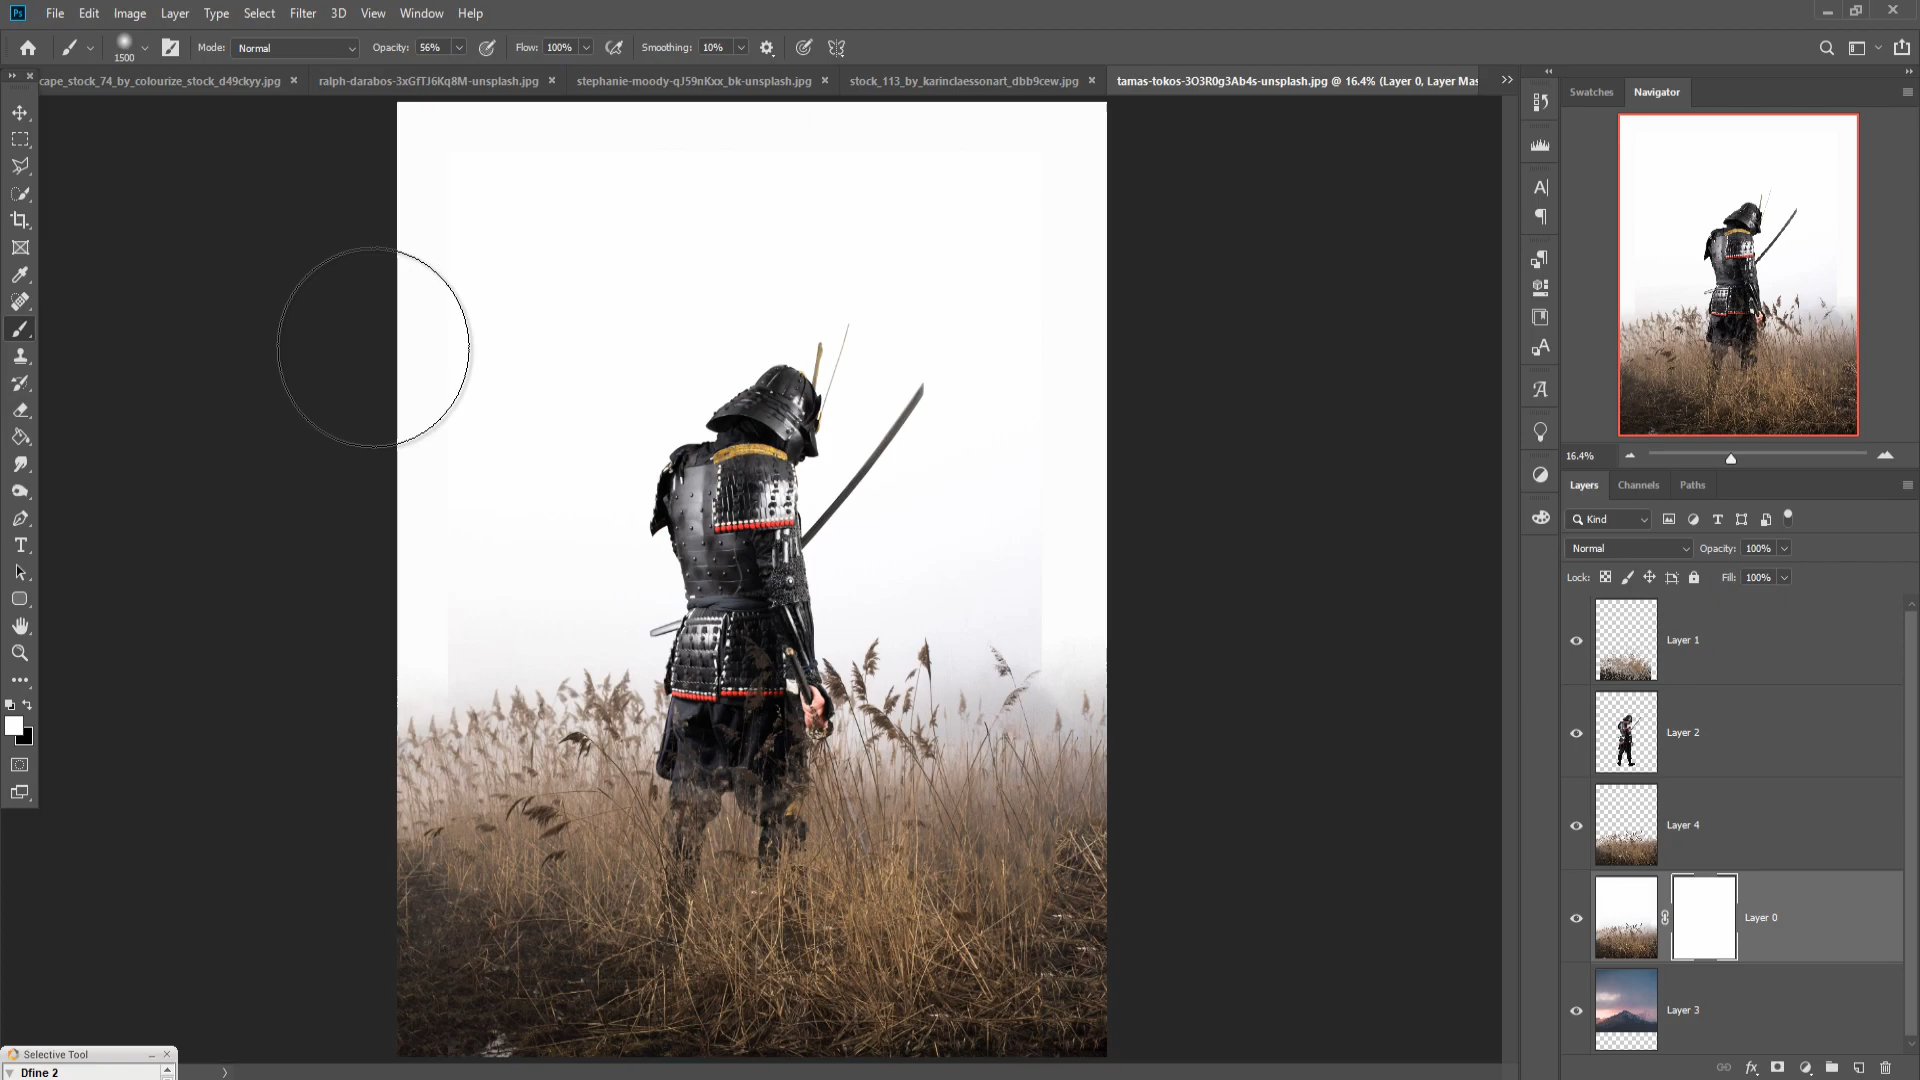 Ps File Edit Image Layer Type Select Filter 3D View Window Help
1500 Mode: Normal Opacity: 56% Flow: 100% Smoothing: 10%
cape_stock_74_by_colourize_stock_d49ckyy.jpg × ralph-darabos-3xGfTJ6Kq8M-unsplash.jpg × stephanie-moody-qJ59nKxx_bk-unsplash.jpg × stock_113_by_karinclaessonart_dbb9cew.jpg × tamas-tokos-3O3R0g3Ab4s-unsplash.jpg @ 16.4% (Layer 0, Layer Mas
Swatches Navigator
16.4%
Layers Channels Paths
Kind
Normal Opacity: 100%
Lock: Fill: 100%
Layer 1
Layer 2
Layer 4
Layer 0
Layer 3
fx
Selective Tool
Dfine 2